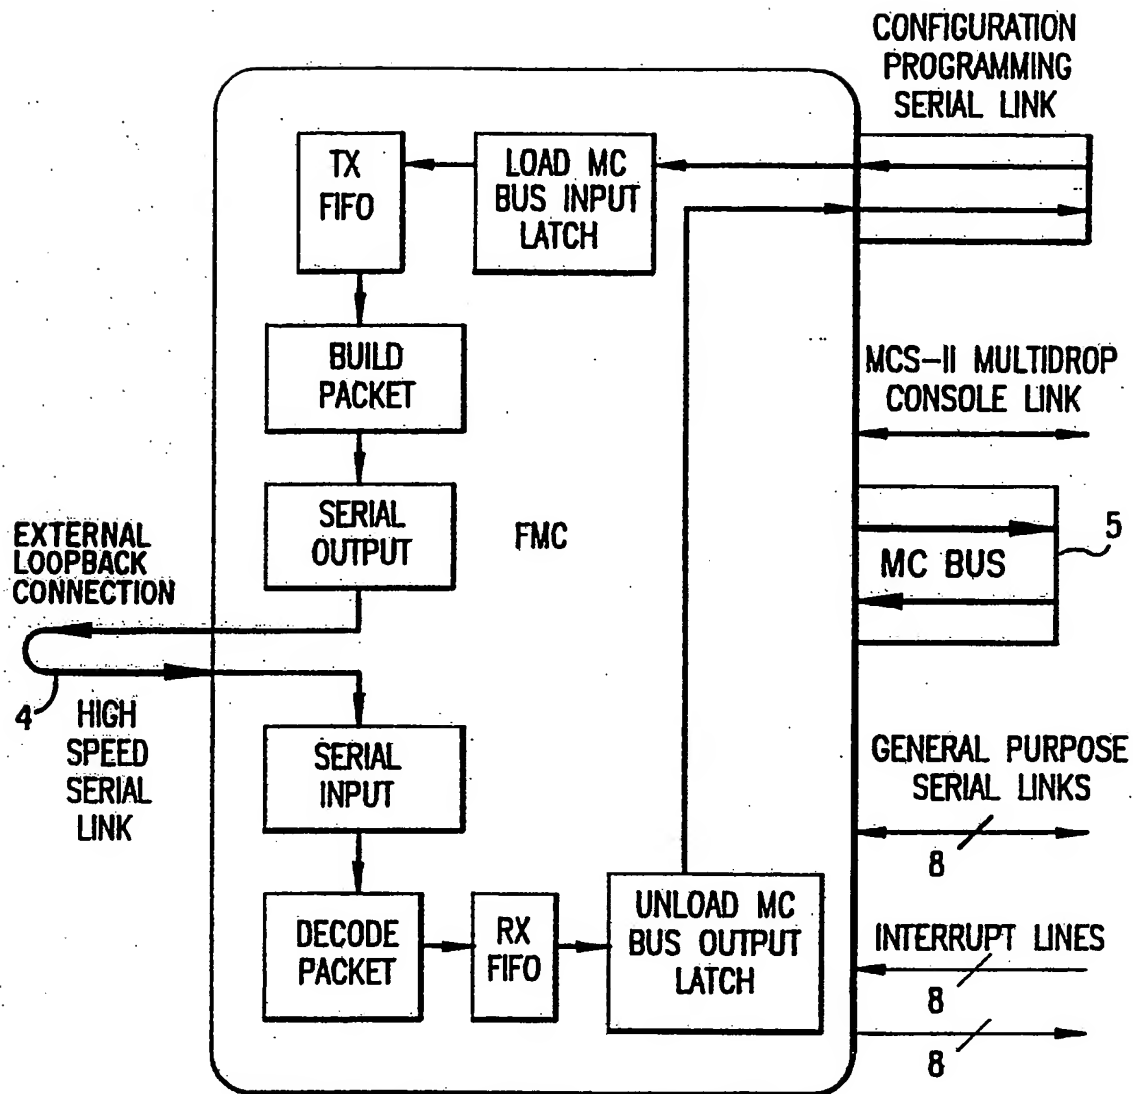 CONFIGURATION
PROGRAMMING
SERIAL LINK
TX
FIFO
LOAD MC
BUS INPUT
LATCH
BUILD
PACKET
MCS-II MULTIDROP
CONSOLE LINK
SERIAL
OUTPUT
FMC
5
MC BUS
EXTERNAL
LOOPBACK
CONNECTION
4
HIGH
SPEED
SERIAL
LINK
SERIAL
INPUT
GENERAL PURPOSE
SERIAL LINKS
8
DECODE
PACKET
RX
FIFO
UNLOAD MC
BUS OUTPUT
LATCH
INTERRUPT LINES
8
8